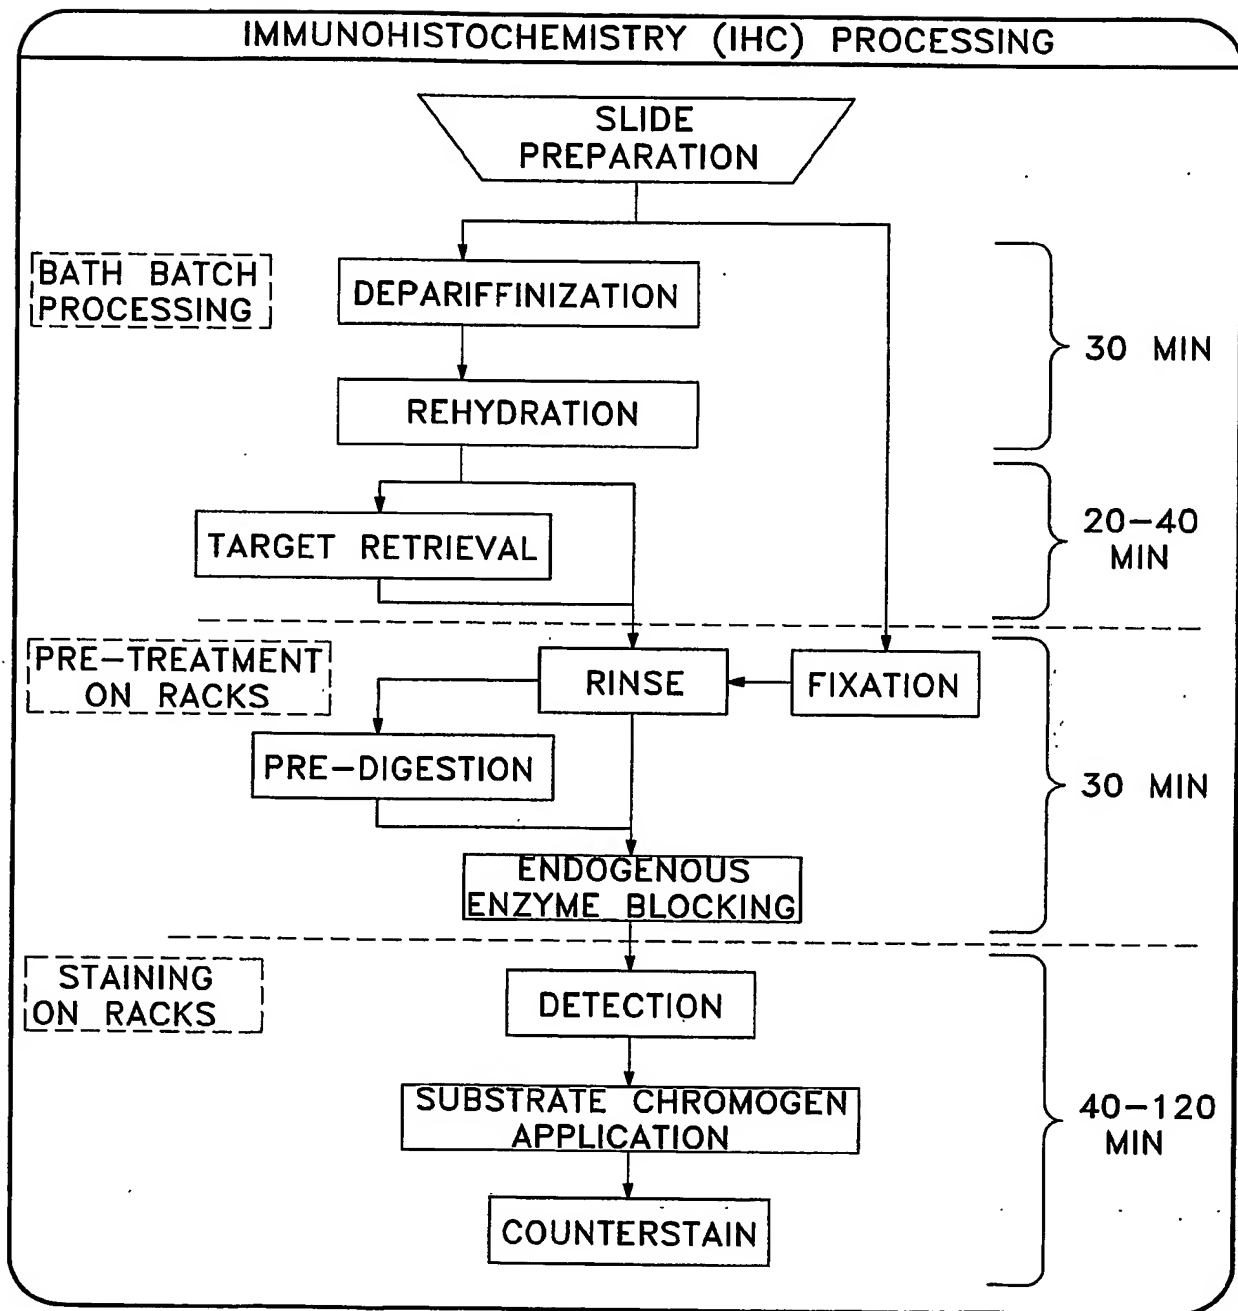 IMMUNOHISTOCHEMISTRY (IHC) PROCESSING
SLIDE
PREPARATION
BATH BATCH
PROCESSING
DEPARIFFINIZATION
30 MIN
REHYDRATION
TARGET RETRIEVAL
20-40
MIN
PRE-TREATMENT
ON RACKS
RINSE
FIXATION
PRE-DIGESTION
30 MIN
ENDOGENOUS
ENZYME BLOCKING
STAINING
ON RACKS
DETECTION
SUBSTRATE CHROMOGEN
APPLICATION
40-120
MIN
COUNTERSTAIN